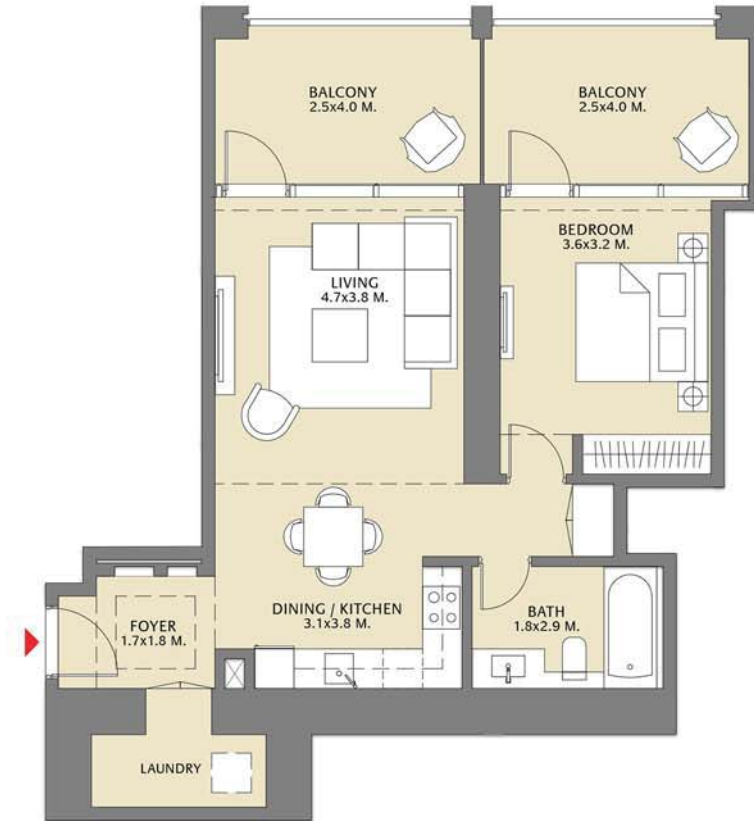 BALCONY
2.5x4.0 M.
BALCONY
2.5x4.0 M.
BEDROOM
3.6x3.2 M.
LIVING
4.7x3.8 M.
DINING / KITCHEN
3.1x3.8 M.
BATH
1.8x2.9 M.
FOYER
1.7x1.8 M.
LAUNDRY